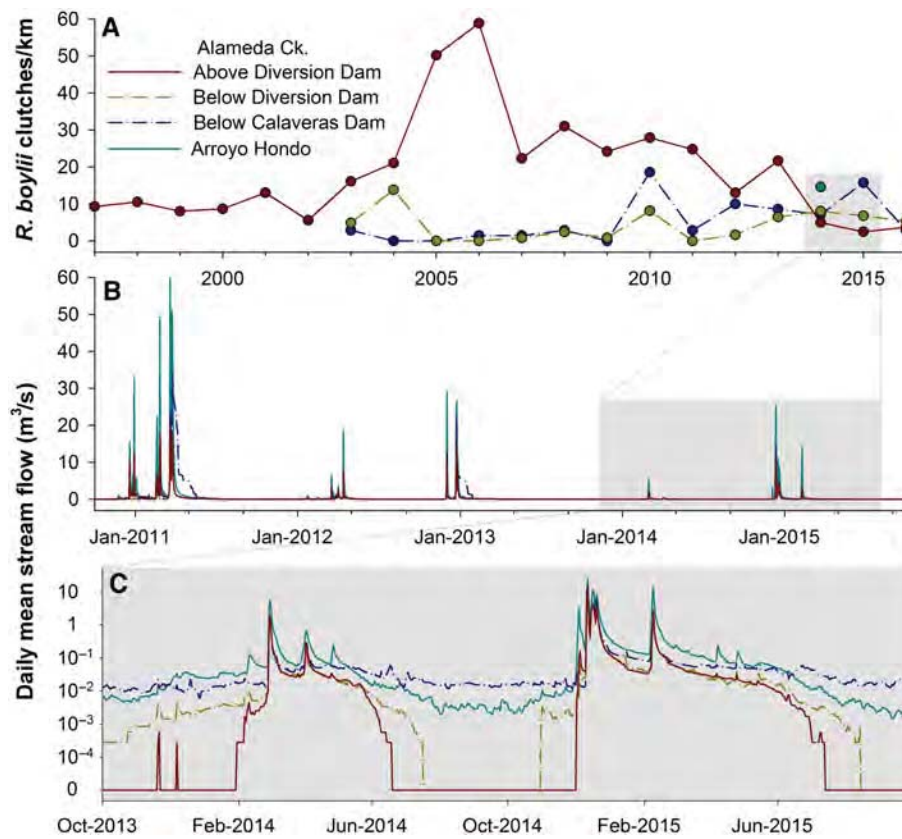 A
60
50
40
30
20
10
0
R. boylii clutches/km
Alameda Ck.
Above Diversion Dam
Below Diversion Dam
Below Calaveras Dam
Arroyo Hondo
2000
2005
2010
2015
B
60
50
40
30
20
10
0
Daily mean stream flow (m³/s)
Jan-2011
Jan-2012
Jan-2013
Jan-2014
Jan-2015
C
10
1
10⁻¹
10⁻²
10⁻³
10⁻⁴
0
Oct-2013
Feb-2014
Jun-2014
Oct-2014
Feb-2015
Jun-2015